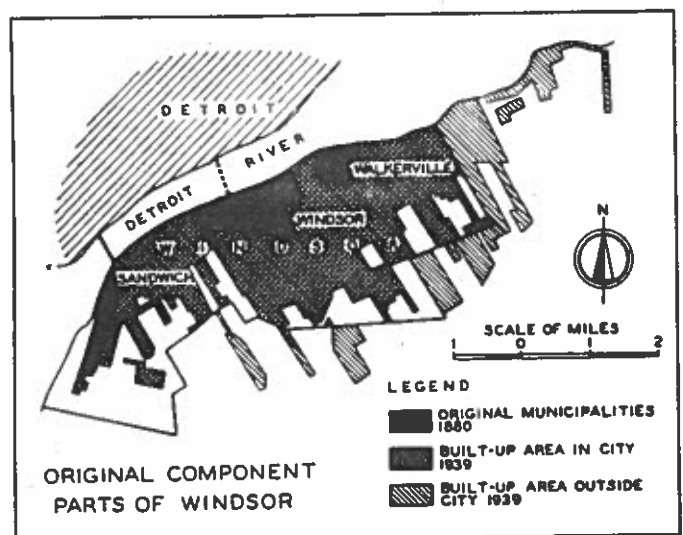 DETROIT
DETROIT RIVER
WALKERVILLE
WINDSOR
WINDSOR
SANDWICH
N
SCALE OF MILES
1 0 1 2
LEGEND
ORIGINAL MUNICIPALITIES
1880
BUILT-UP AREA IN CITY
1939
BUILT-UP AREA OUTSIDE
CITY 1939
ORIGINAL COMPONENT
PARTS OF WINDSOR